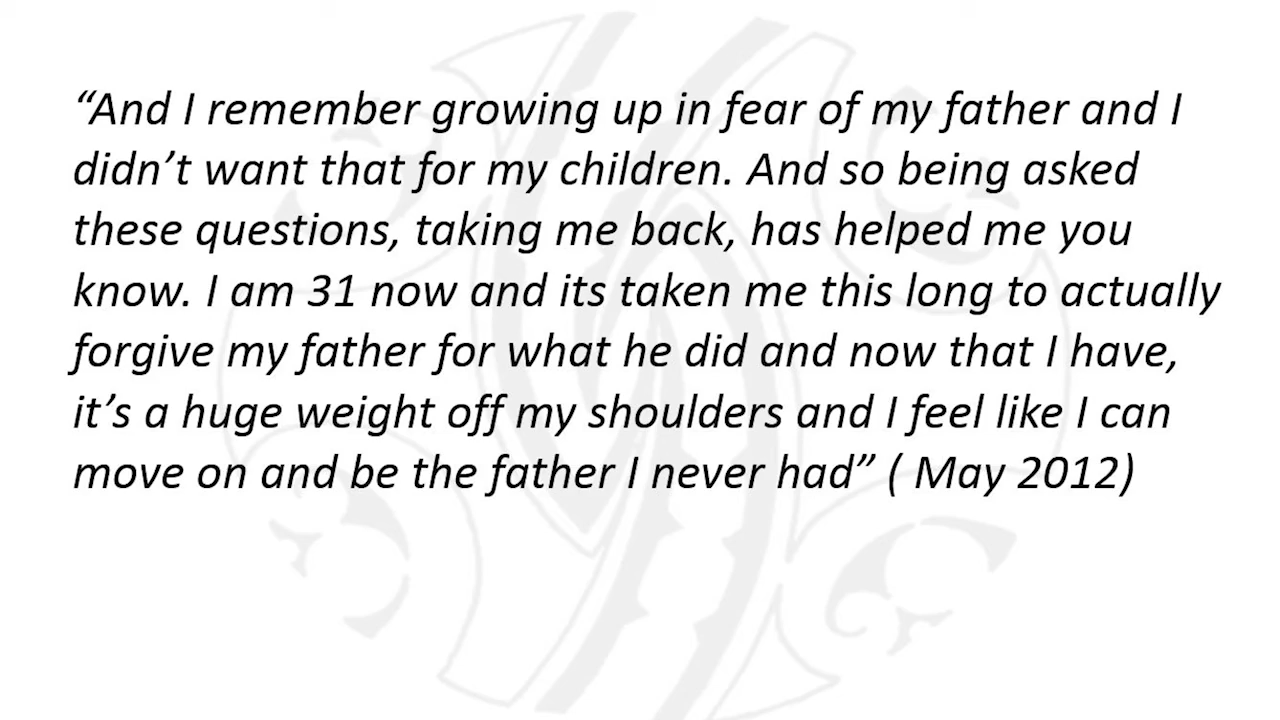 “And I remember growing up in fear of my father and I
didn’t want that for my children. And so being asked
these questions, taking me back, has helped me you
know. I am 31 now and its taken me this long to actually
forgive my father for what he did and now that I have,
it’s a huge weight off my shoulders and I feel like I can
move on and be the father I never had” ( May 2012)